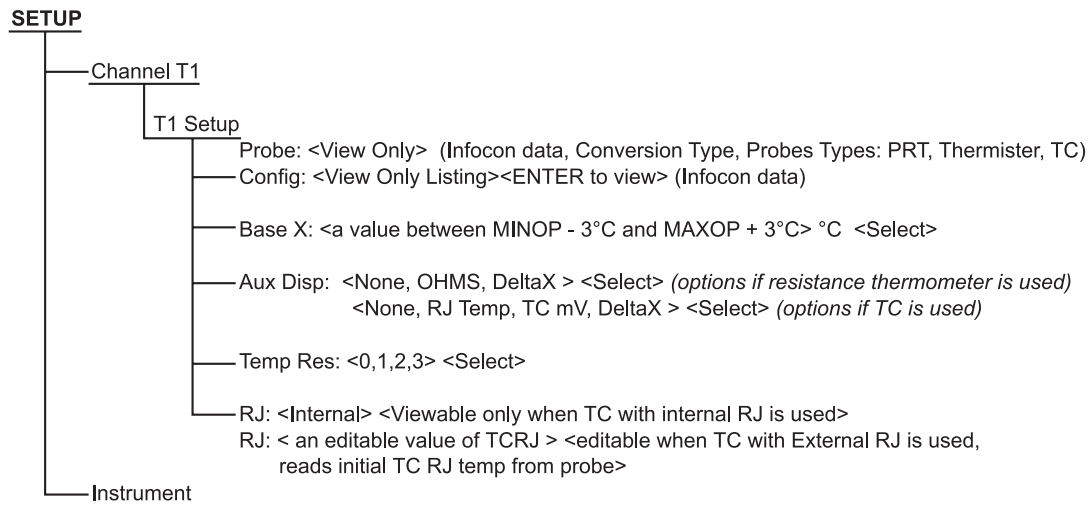 SETUP
Channel T1
T1 Setup
Probe: <View Only> (Infocon data, Conversion Type, Probes Types: PRT, Thermister, TC)
Config: <View Only Listing><ENTER to view> (Infocon data)
Base X: <a value between MINOP - 3°C and MAXOP + 3°C> °C <Select>
Aux Disp: <None, OHMS, DeltaX > <Select> (options if resistance thermometer is used)
<None, RJ Temp, TC mV, DeltaX > <Select> (options if TC is used)
Temp Res: <0,1,2,3> <Select>
RJ: <Internal> <Viewable only when TC with internal RJ is used>
RJ: < an editable value of TCRJ > <editable when TC with External RJ is used,
reads initial TC RJ temp from probe>
Instrument